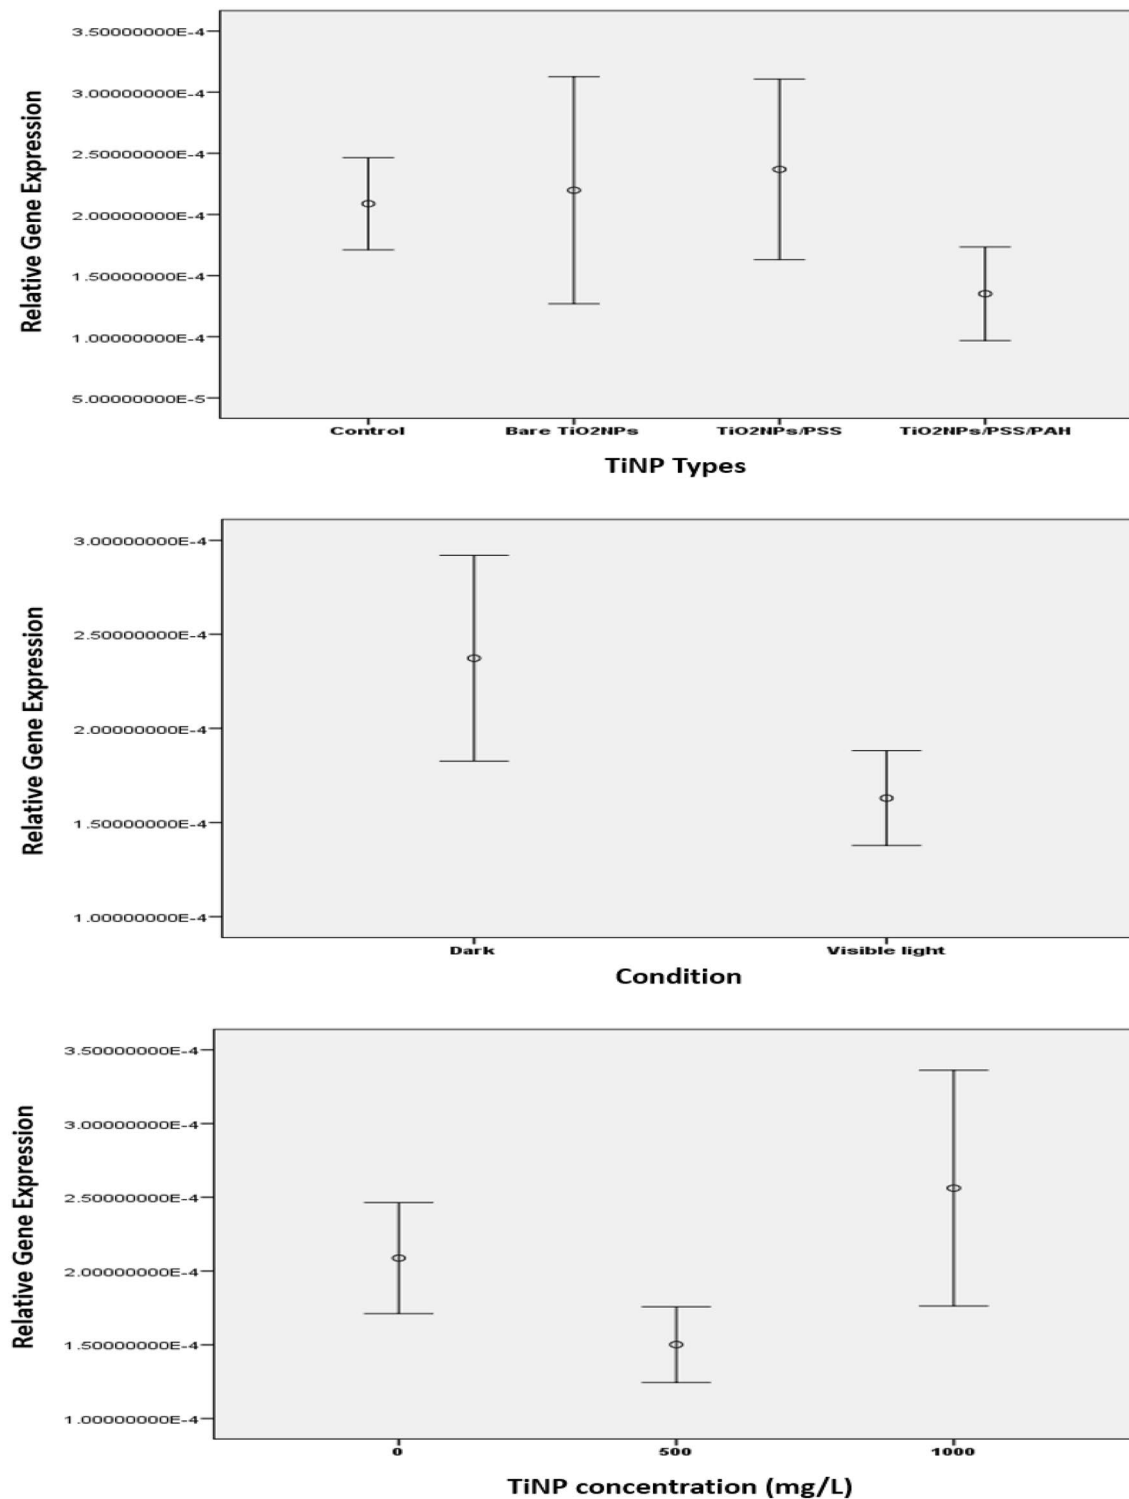 Relative Gene Expression
3.50000000E-4
3.00000000E-4
2.50000000E-4
2.00000000E-4
1.50000000E-4
1.00000000E-4
5.00000000E-5
Control Bare TiO2NPs TiO2NPs/PSS TiO2NPs/PSS/PAH
TiNP Types
Relative Gene Expression
3.00000000E-4
2.50000000E-4
2.00000000E-4
1.50000000E-4
1.00000000E-4
Dark Visible light
Condition
Relative Gene Expression
3.50000000E-4
3.00000000E-4
2.50000000E-4
2.00000000E-4
1.50000000E-4
1.00000000E-4
0 500 1000
TiNP concentration (mg/L)